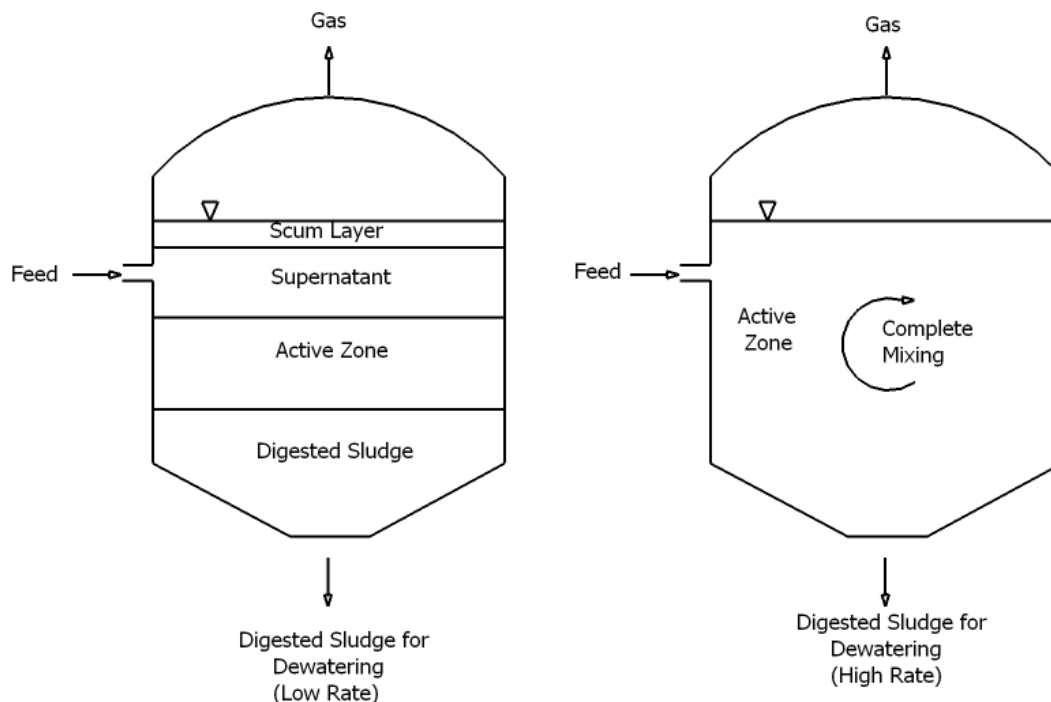 Gas
Scum Layer
Feed
Supernatant
Active Zone
Digested Sludge
Digested Sludge for
Dewatering
(Low Rate)
Gas
Feed
Active
Zone
Complete
Mixing
Digested Sludge for
Dewatering
(High Rate)